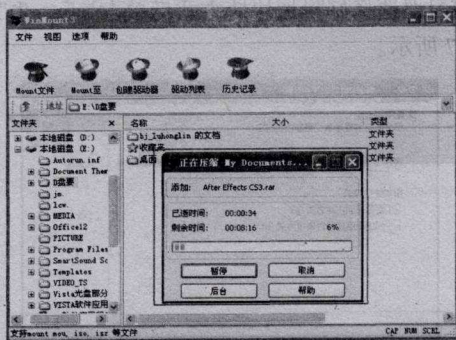 WinMount3
文件 视图 选项 帮助
Mount文件 Mount至 创建驱动器 驱动列表 历史记录
地址 E:\D盘要
文件夹 × 名称 大小 类型
本地磁盘 (D:)
本地磁盘 (E:)
Autorun.inf
Document Them
D盘要
jm
lcw
MEDIA
Office12
PICTURE
Program Files
SmartSound Sc
Templates
VIDEO_TS
Vista光盘部分
VISTA软件应用
bj_luhonglin 的文档 文件夹
收藏夹 文件夹
桌面 文件夹
正在压缩 My Documents...
添加: After Effects CS3.rar
已过时间: 00:00:34
剩余时间: 00:08:16 6%
暂停 取消
后台 帮助
支持mount mou, iso, isz 等文件 CAP NUM SCRL